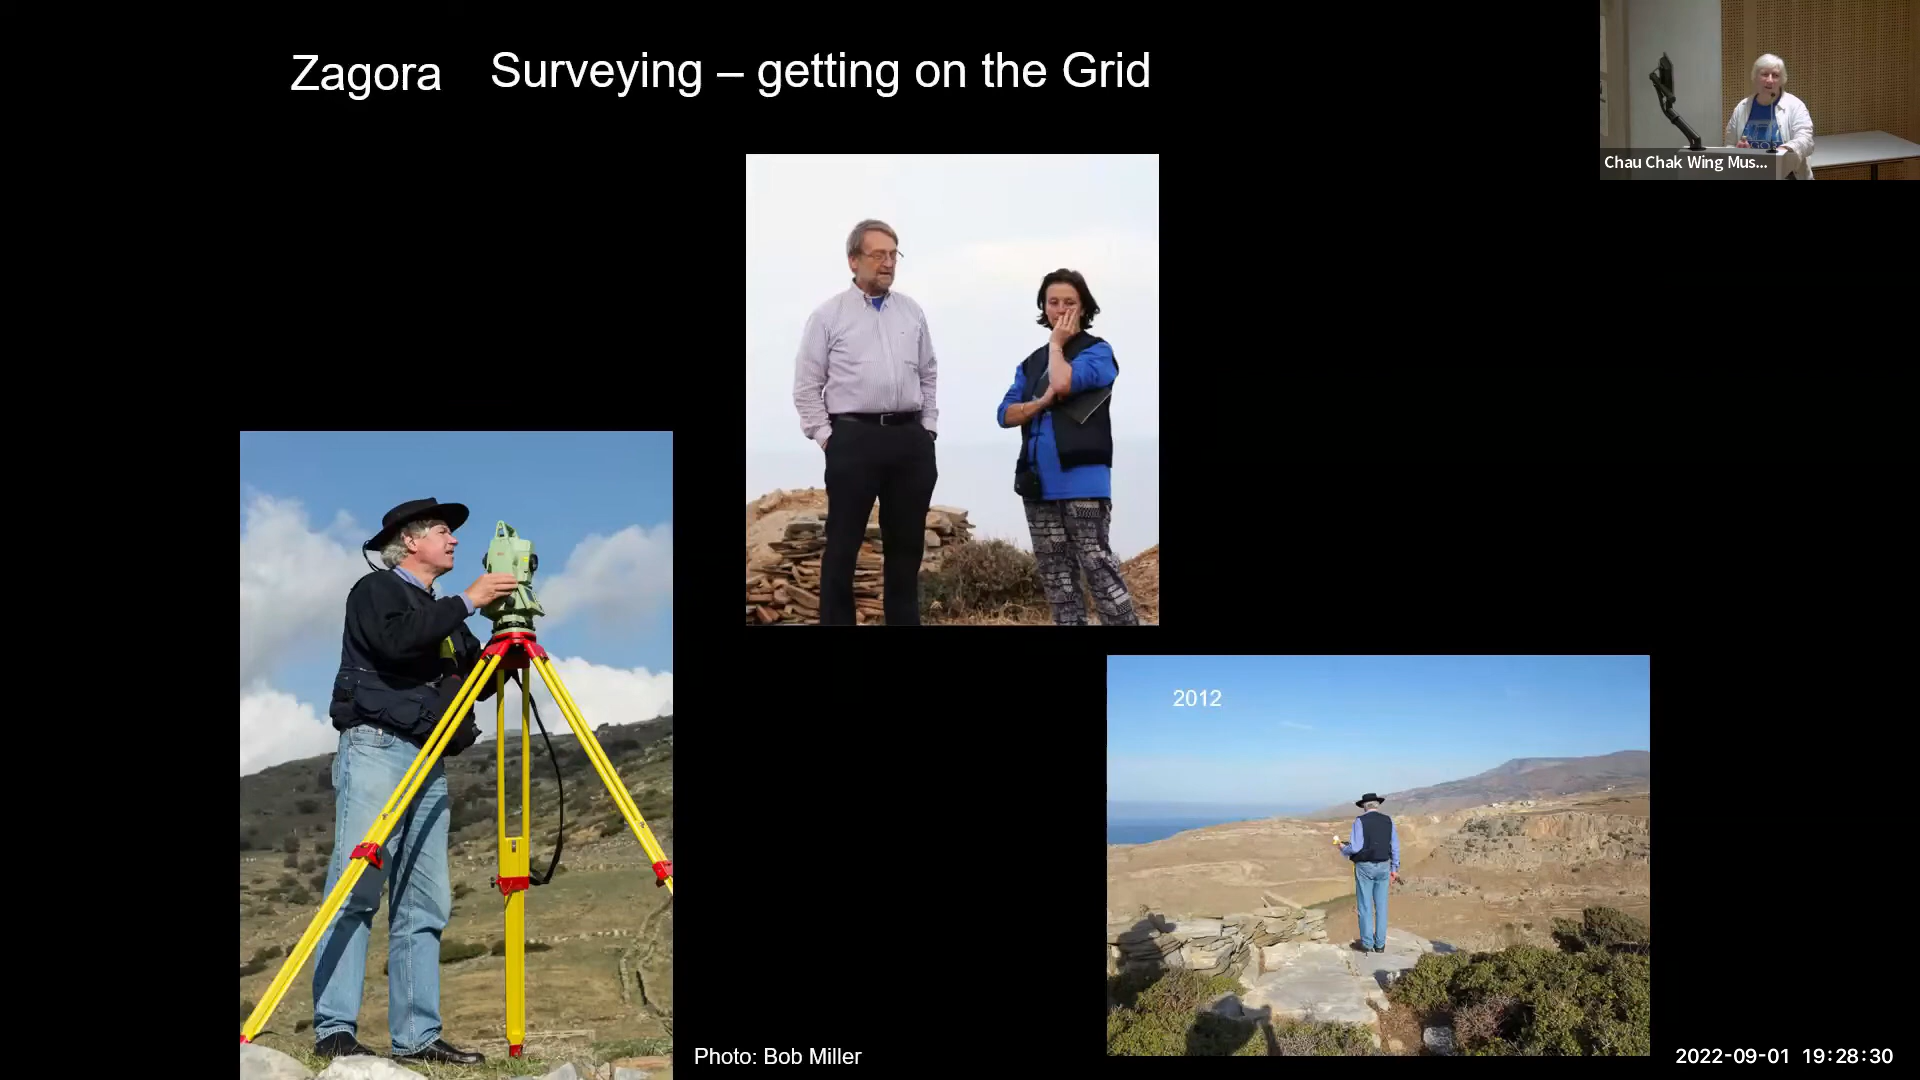 Zagora Surveying – getting on the Grid
Chau Chak Wing Mus...
2012
Photo: Bob Miller
2022-09-01 19:28:30